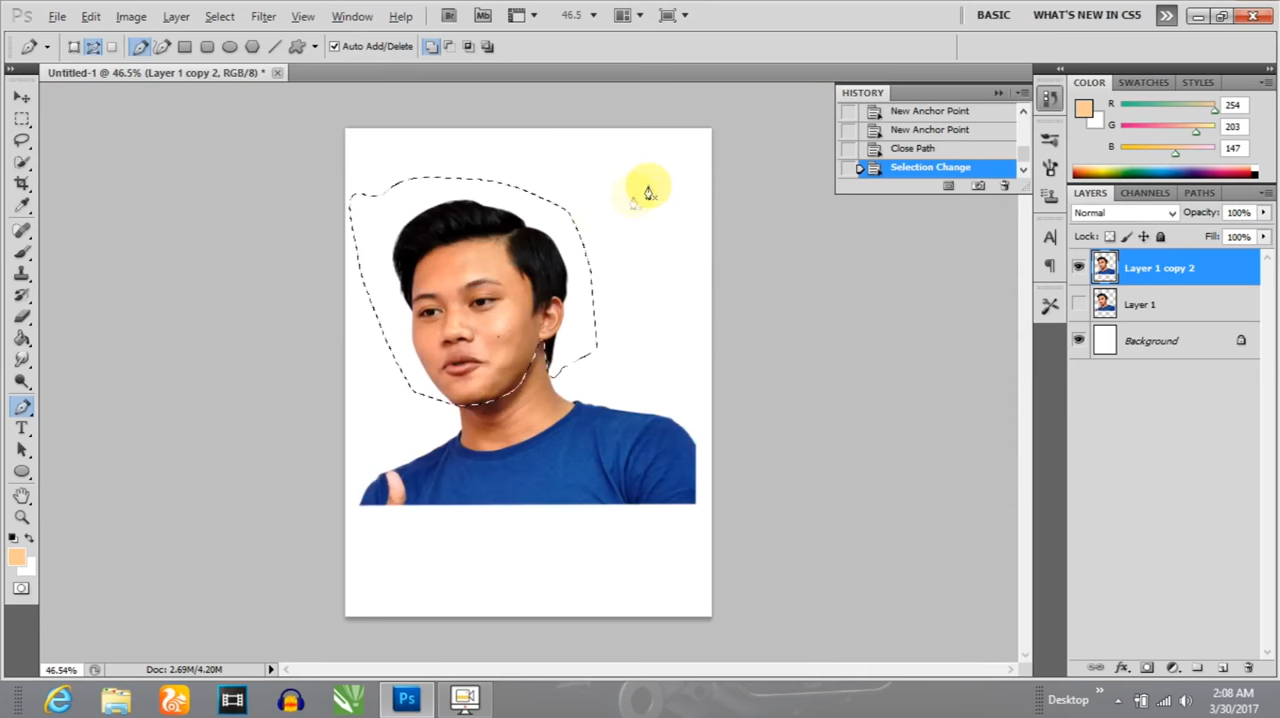 Ps File Edit Image Layer Select Filter View Window Help Br Mb 46.5 BASIC WHAT'S NEW IN CS5
Auto Add/Delete
Untitled-1 @ 46.5% (Layer 1 copy 2, RGB/8) *
HISTORY
New Anchor Point
New Anchor Point
Close Path
Selection Change
COLOR SWATCHES STYLES
R 254
G 203
B 147
LAYERS CHANNELS PATHS
Normal Opacity: 100%
Lock: Fill: 100%
Layer 1 copy 2
Layer 1
Background
T
fx
46.54% Doc: 2.69M/4.20M
Ps
Desktop
2:08 AM
3/30/2017